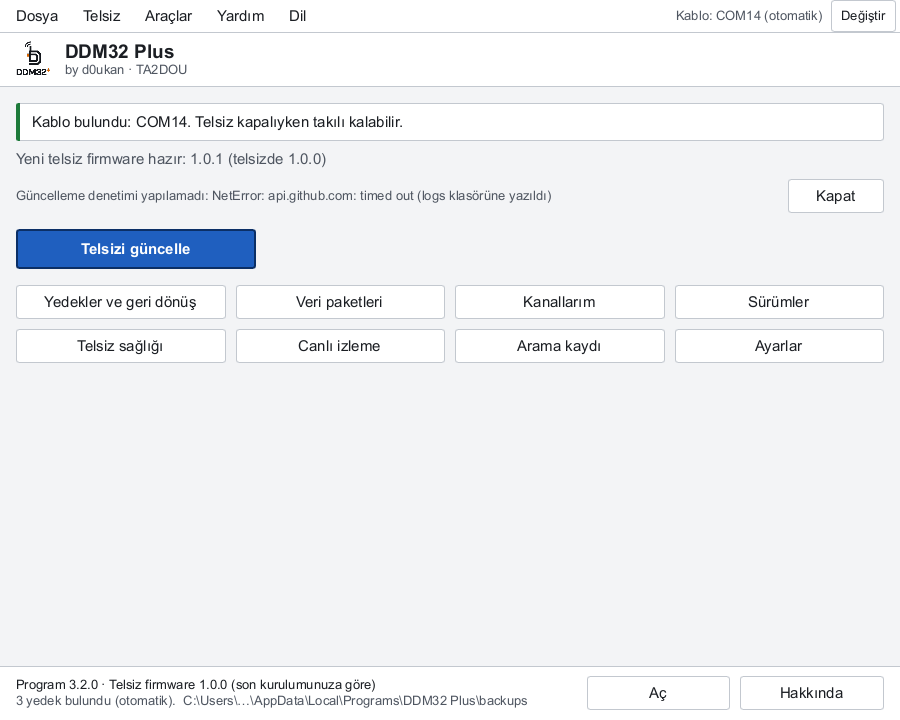 Dosya Telsiz Araçlar Yardım Dil Kablo: COM14 (otomatik) Değiştir
DDM32 Plus
by d0ukan · TA2DOU
DDM32+
Kablo bulundu: COM14. Telsiz kapalıyken takılı kalabilir.
Yeni telsiz firmware hazır: 1.0.1 (telsizde 1.0.0)
Güncelleme denetimi yapılamadı: NetError: api.github.com: timed out (logs klasörüne yazıldı) Kapat
Telsizi güncelle
Yedekler ve geri dönüş Veri paketleri Kanallarım Sürümler
Telsiz sağlığı Canlı izleme Arama kaydı Ayarlar
Program 3.2.0 · Telsiz firmware 1.0.0 (son kurulumunuza göre)
3 yedek bulundu (otomatik). C:\Users\…\AppData\Local\Programs\DDM32 Plus\backups
Aç Hakkında